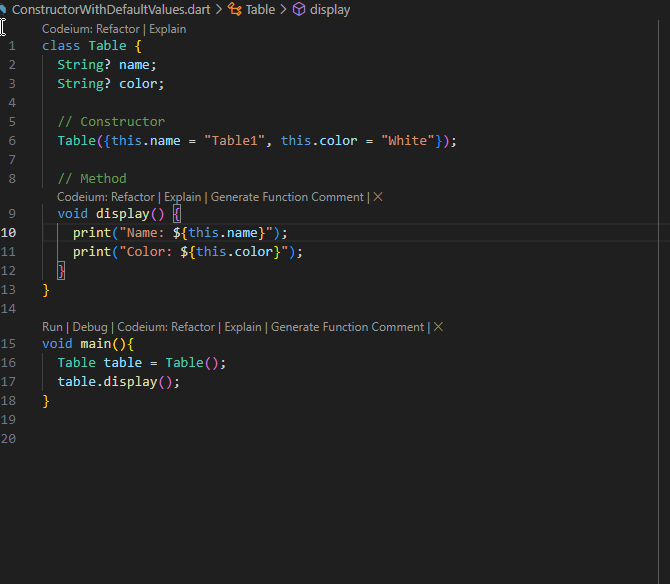 ConstructorWithDefaultValues.dart > Table > display
Codeium: Refactor | Explain
1 class Table {
2   String? name;
3   String? color;
4
5   // Constructor
6   Table({this.name = "Table1", this.color = "White"});
7
8   // Method
Codeium: Refactor | Explain | Generate Function Comment | ×
9   void display() {
10     print("Name: ${this.name}");
11     print("Color: ${this.color}");
12   }
13 }
14
Run | Debug | Codeium: Refactor | Explain | Generate Function Comment | ×
15 void main(){
16   Table table = Table();
17   table.display();
18 }
19
20